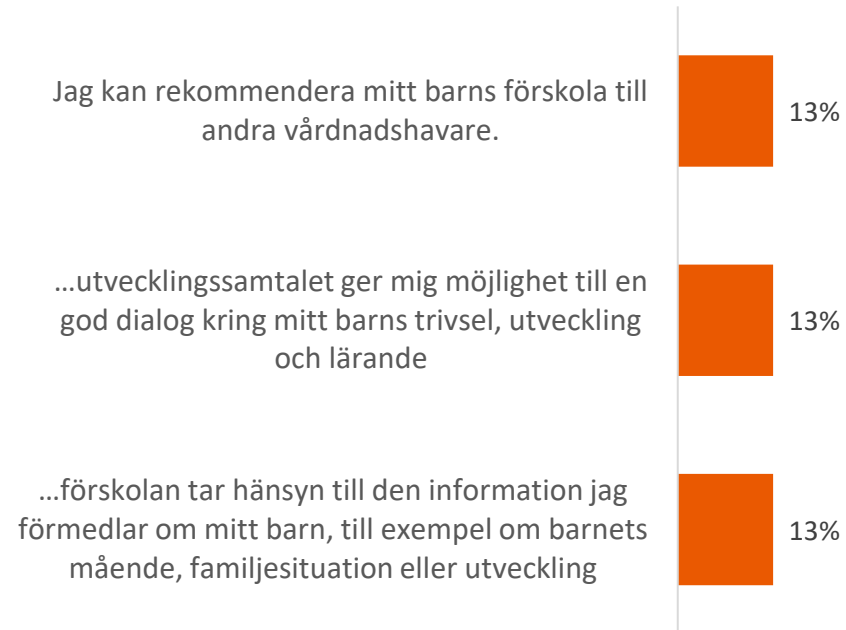 Jag kan rekommendera mitt barns förskola till
andra vårdnadshavare.
13%
…utvecklingssamtalet ger mig möjlighet till en
god dialog kring mitt barns trivsel, utveckling
och lärande
13%
…förskolan tar hänsyn till den information jag
förmedlar om mitt barn, till exempel om barnets
mående, familjesituation eller utveckling
13%